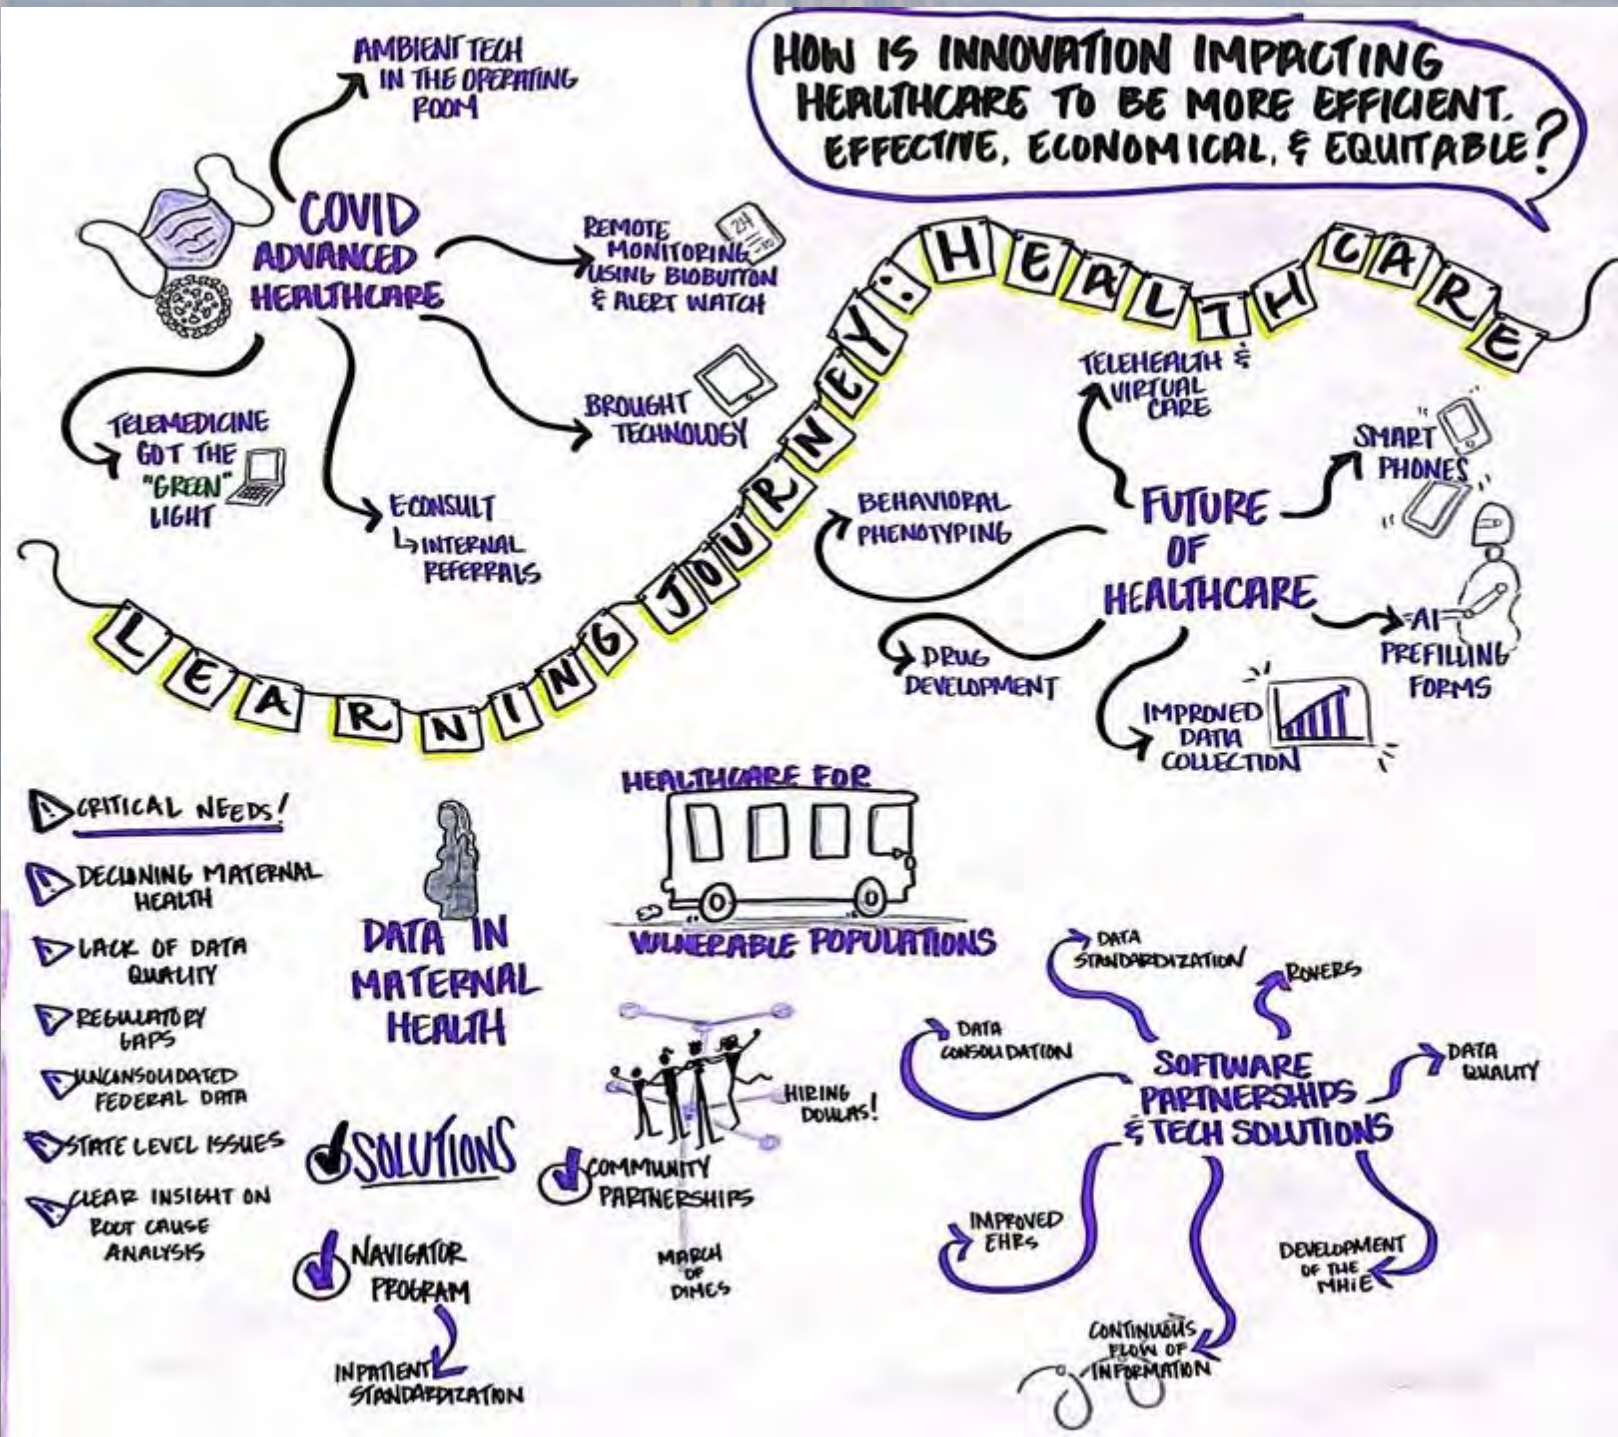 HOW IS INNOVATION IMPACTING
HEALTHCARE TO BE MORE EFFICIENT.
EFFECTIVE, ECONOMICAL, & EQUITABLE?
AMBIENT TECH
IN THE OPERATING
ROOM
COVID
ADVANCED
HEALTHCARE
REMOTE
MONITORING
USING BIOBUTTON
& ALERT WATCH
24
BROUGHT
TECHNOLOGY
TELEMEDICINE
GOT THE
"GREEN"
LIGHT
E-CONSULT
INTERNAL
REFERRALS
LEARNING JOURNEY: HEALTH CARE
TELEHEALTH &
VIRTUAL
CARE
SMART
PHONES
BEHAVIORAL
PHENOTYPING
FUTURE
OF
HEALTHCARE
AI
PREFILLING
FORMS
DRUG
DEVELOPMENT
IMPROVED
DATA
COLLECTION
CRITICAL NEEDS!
DECLINING MATERNAL
HEALTH
LACK OF DATA
QUALITY
REGULATORY
GAPS
UNCONSOLIDATED
FEDERAL DATA
STATE LEVEL ISSUES
CLEAR INSIGHT ON
ROOT CAUSE
ANALYSIS
DATA IN
MATERNAL
HEALTH
SOLUTIONS
NAVIGATOR
PROGRAM
INPATIENT
STANDARDIZATION
HEALTHCARE FOR
VULNERABLE POPULATIONS
HIRING
DOULAS!
COMMUNITY
PARTNERSHIPS
MARCH
OF
DIMES
DATA
STANDARDIZATION
ROVERS
DATA
CONSOLIDATION
DATA
QUALITY
SOFTWARE
PARTNERSHIPS
& TECH SOLUTIONS
IMPROVED
EHRS
DEVELOPMENT
OF THE
MHIE
CONTINUOUS
FLOW OF
INFORMATION